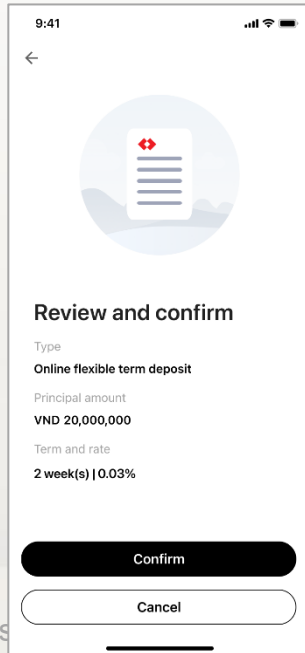 9:41
Review and confirm
Type
Online flexible term deposit
Principal amount
VND 20,000,000
Term and rate
2 week(s) | 0.03%
Confirm
Cancel
S